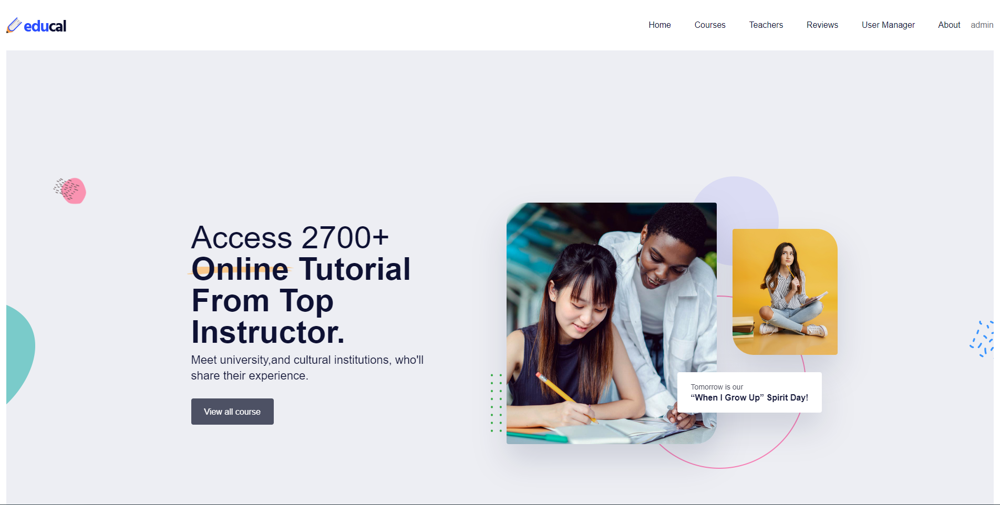 educal
Home Courses Teachers Reviews User Manager About admin
Access 2700+
Online Tutorial
From Top
Instructor.
Meet university,and cultural institutions, who'll
share their experience.
View all course
Tomorrow is our
“When I Grow Up” Spirit Day!